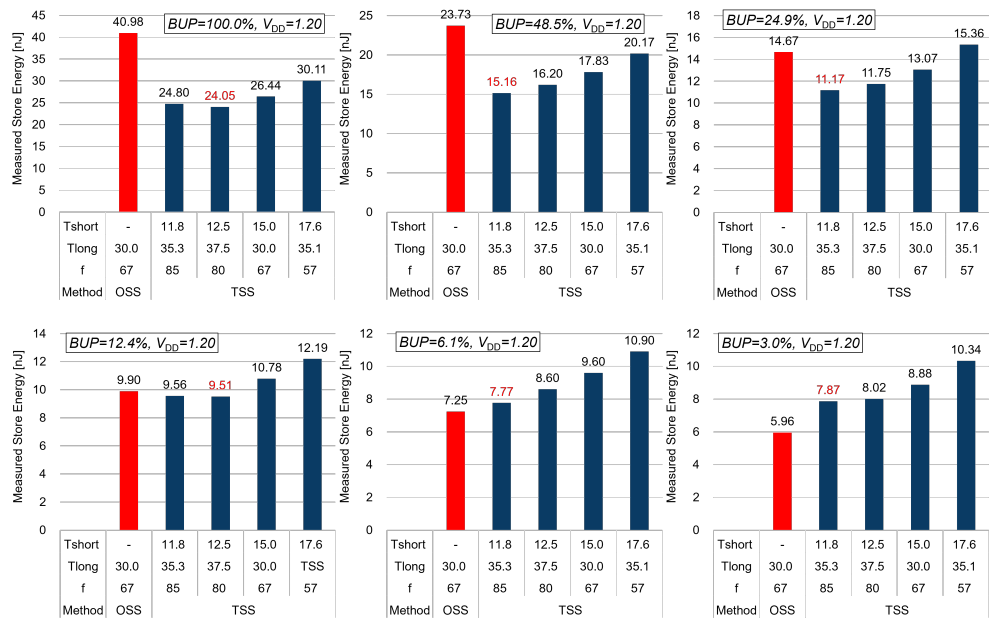 BUP=100.0%, VDD=1.20
Measured Store Energy [nJ]
45
40
35
30
25
20
15
10
5
0
40.98
24.80
24.05
26.44
30.11
Tshort - 11.8 12.5 15.0 17.6
Tlong 30.0 35.3 37.5 30.0 35.1
f 67 85 80 67 57
Method OSS TSS
BUP=48.5%, VDD=1.20
Measured Store Energy [nJ]
25
20
15
10
5
0
23.73
15.16
16.20
17.83
20.17
Tshort - 11.8 12.5 15.0 17.6
Tlong 30.0 35.3 37.5 30.0 35.1
f 67 85 80 67 57
Method OSS TSS
BUP=24.9%, VDD=1.20
Measured Store Energy [nJ]
18
16
14
12
10
8
6
4
2
0
14.67
11.17
11.75
13.07
15.36
Tshort - 11.8 12.5 15.0 17.6
Tlong 30.0 35.3 37.5 30.0 35.1
f 67 85 80 67 57
Method OSS TSS
BUP=12.4%, VDD=1.20
Measured Store Energy [nJ]
14
12
10
8
6
4
2
0
9.90
9.56
9.51
10.78
12.19
Tshort - 11.8 12.5 15.0 17.6
Tlong 30.0 35.3 37.5 30.0 TSS
f 67 85 80 67 57
Method OSS TSS
BUP=6.1%, VDD=1.20
Measured Store Energy [nJ]
12
10
8
6
4
2
0
7.25
7.77
8.60
9.60
10.90
Tshort - 11.8 12.5 15.0 17.6
Tlong 30.0 35.3 37.5 30.0 35.1
f 67 85 80 67 57
Method OSS TSS
BUP=3.0%, VDD=1.20
Measured Store Energy [nJ]
12
10
8
6
4
2
0
5.96
7.87
8.02
8.88
10.34
Tshort - 11.8 12.5 15.0 17.6
Tlong 30.0 35.3 37.5 30.0 35.1
f 67 85 80 67 57
Method OSS TSS